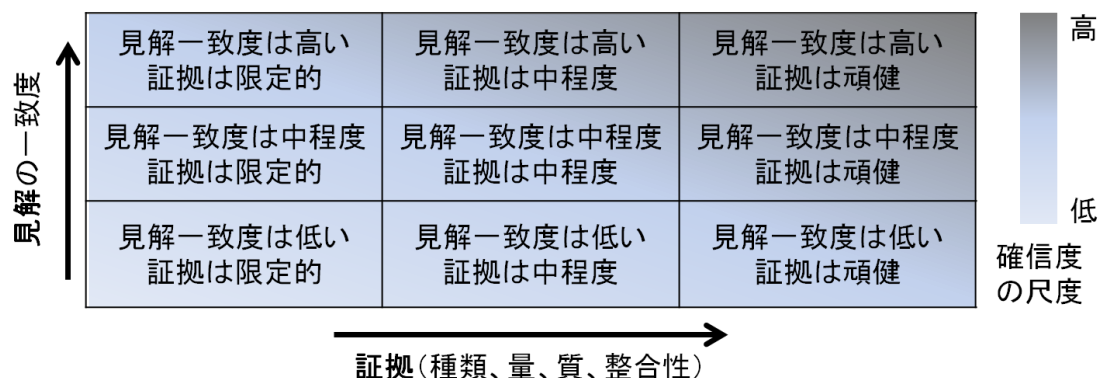 見解の一致度
見解一致度は高い
証拠は限定的
見解一致度は高い
証拠は中程度
見解一致度は高い
証拠は頑健
見解一致度は中程度
証拠は限定的
見解一致度は中程度
証拠は中程度
見解一致度は中程度
証拠は頑健
見解一致度は低い
証拠は限定的
見解一致度は低い
証拠は中程度
見解一致度は低い
証拠は頑健
証拠(種類、量、質、整合性)
高
低
確信度
の尺度